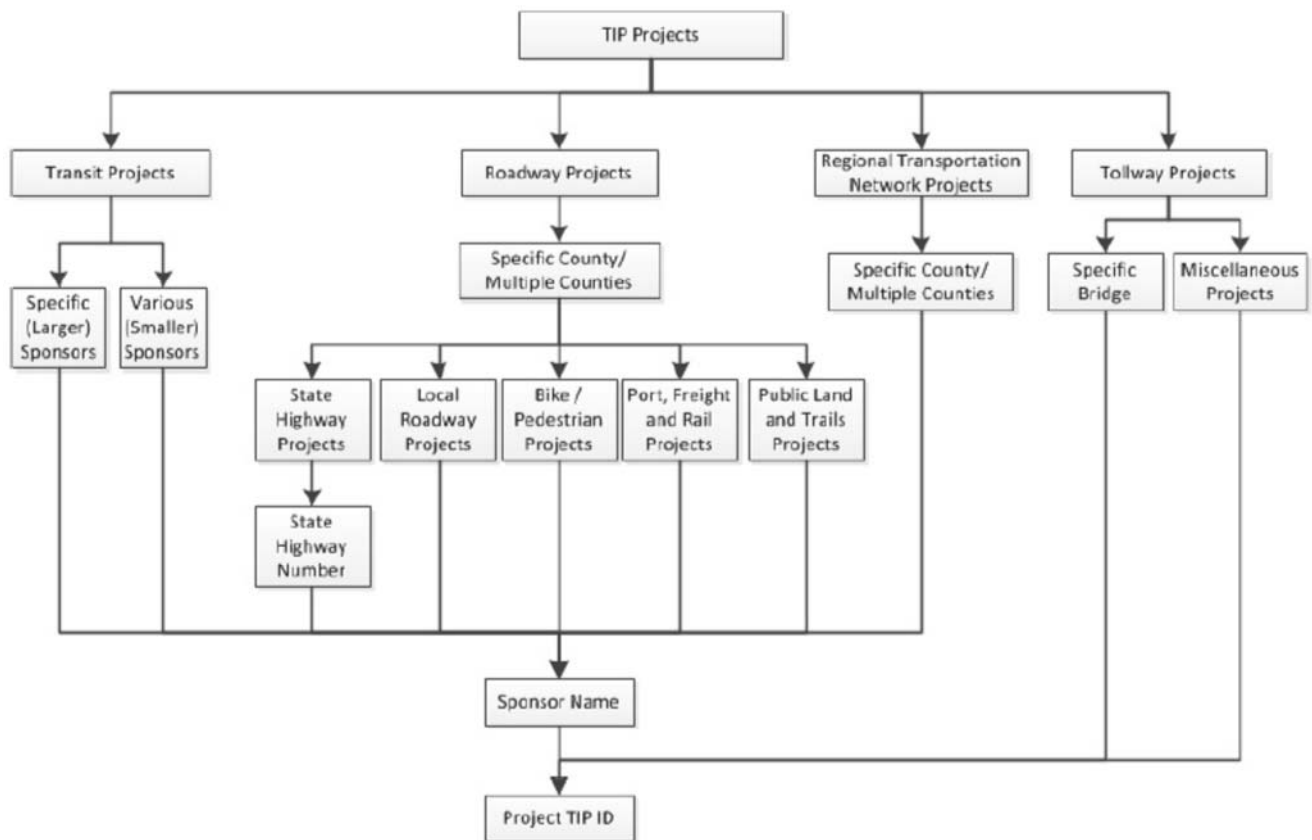 TIP Projects
Transit Projects
Roadway Projects
Regional Transportation
Network Projects
Tollway Projects
Specific
(Larger)
Sponsors
Various
(Smaller)
Sponsors
Specific County/
Multiple Counties
Specific County/
Multiple Counties
Specific
Bridge
Miscellaneous
Projects
State
Highway
Projects
Local
Roadway
Projects
Bike /
Pedestrian
Projects
Port, Freight
and Rail
Projects
Public Land
and Trails
Projects
State
Highway
Number
Sponsor Name
Project TIP ID